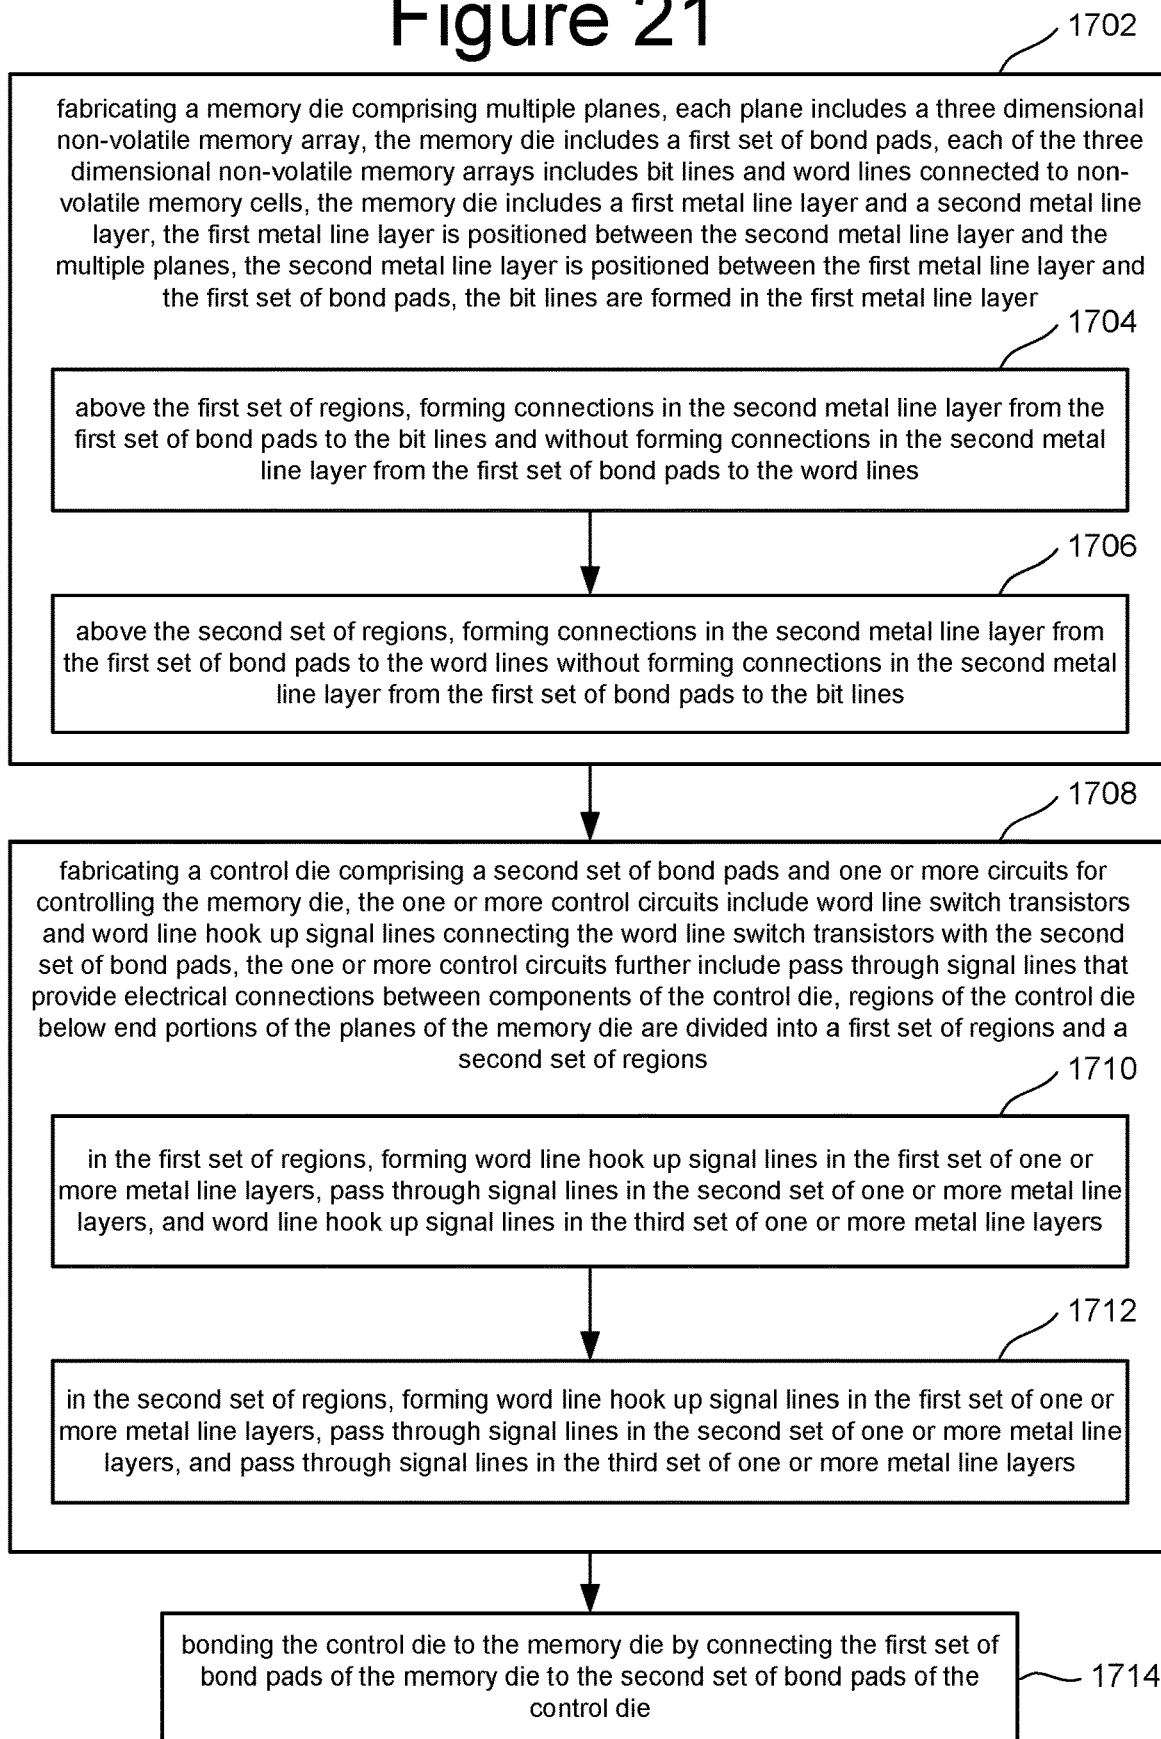 Figure 21
1702
fabricating a memory die comprising multiple planes, each plane includes a three dimensional
non-volatile memory array, the memory die includes a first set of bond pads, each of the three
dimensional non-volatile memory arrays includes bit lines and word lines connected to non-
volatile memory cells, the memory die includes a first metal line layer and a second metal line
layer, the first metal line layer is positioned between the second metal line layer and the
multiple planes, the second metal line layer is positioned between the first metal line layer and
the first set of bond pads, the bit lines are formed in the first metal line layer
1704
above the first set of regions, forming connections in the second metal line layer from the
first set of bond pads to the bit lines and without forming connections in the second metal
line layer from the first set of bond pads to the word lines
1706
above the second set of regions, forming connections in the second metal line layer from
the first set of bond pads to the word lines without forming connections in the second metal
line layer from the first set of bond pads to the bit lines
1708
fabricating a control die comprising a second set of bond pads and one or more circuits for
controlling the memory die, the one or more control circuits include word line switch transistors
and word line hook up signal lines connecting the word line switch transistors with the second
set of bond pads, the one or more control circuits further include pass through signal lines that
provide electrical connections between components of the control die, regions of the control die
below end portions of the planes of the memory die are divided into a first set of regions and a
second set of regions
1710
in the first set of regions, forming word line hook up signal lines in the first set of one or
more metal line layers, pass through signal lines in the second set of one or more metal line
layers, and word line hook up signal lines in the third set of one or more metal line layers
1712
in the second set of regions, forming word line hook up signal lines in the first set of one or
more metal line layers, pass through signal lines in the second set of one or more metal line
layers, and pass through signal lines in the third set of one or more metal line layers
bonding the control die to the memory die by connecting the first set of
bond pads of the memory die to the second set of bond pads of the
control die
1714